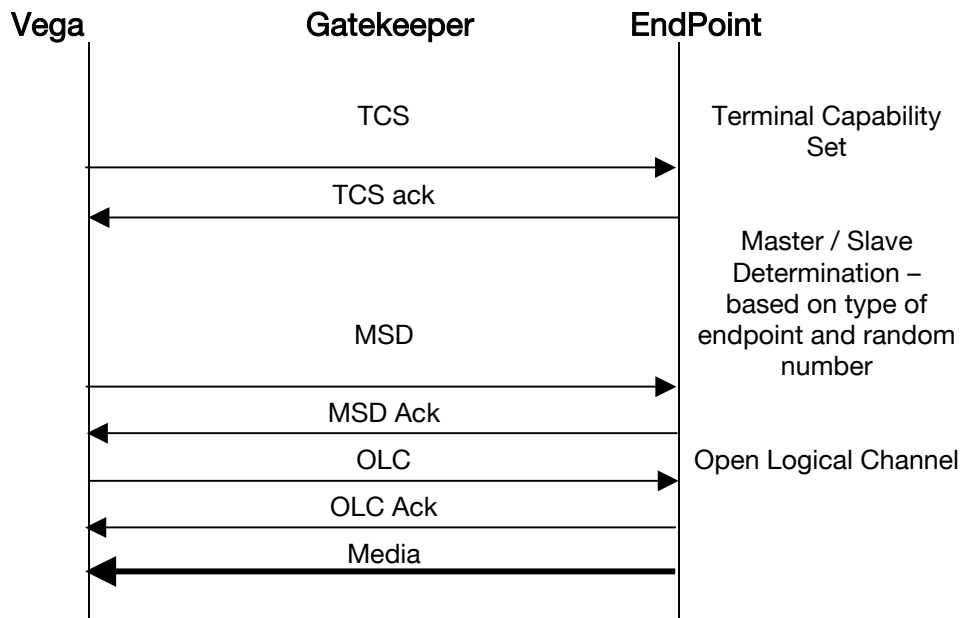 Vega Gatekeeper EndPoint
TCS
Terminal Capability
Set
TCS ack
Master / Slave
Determination –
based on type of
endpoint and random
number
MSD
MSD Ack
OLC
Open Logical Channel
OLC Ack
Media